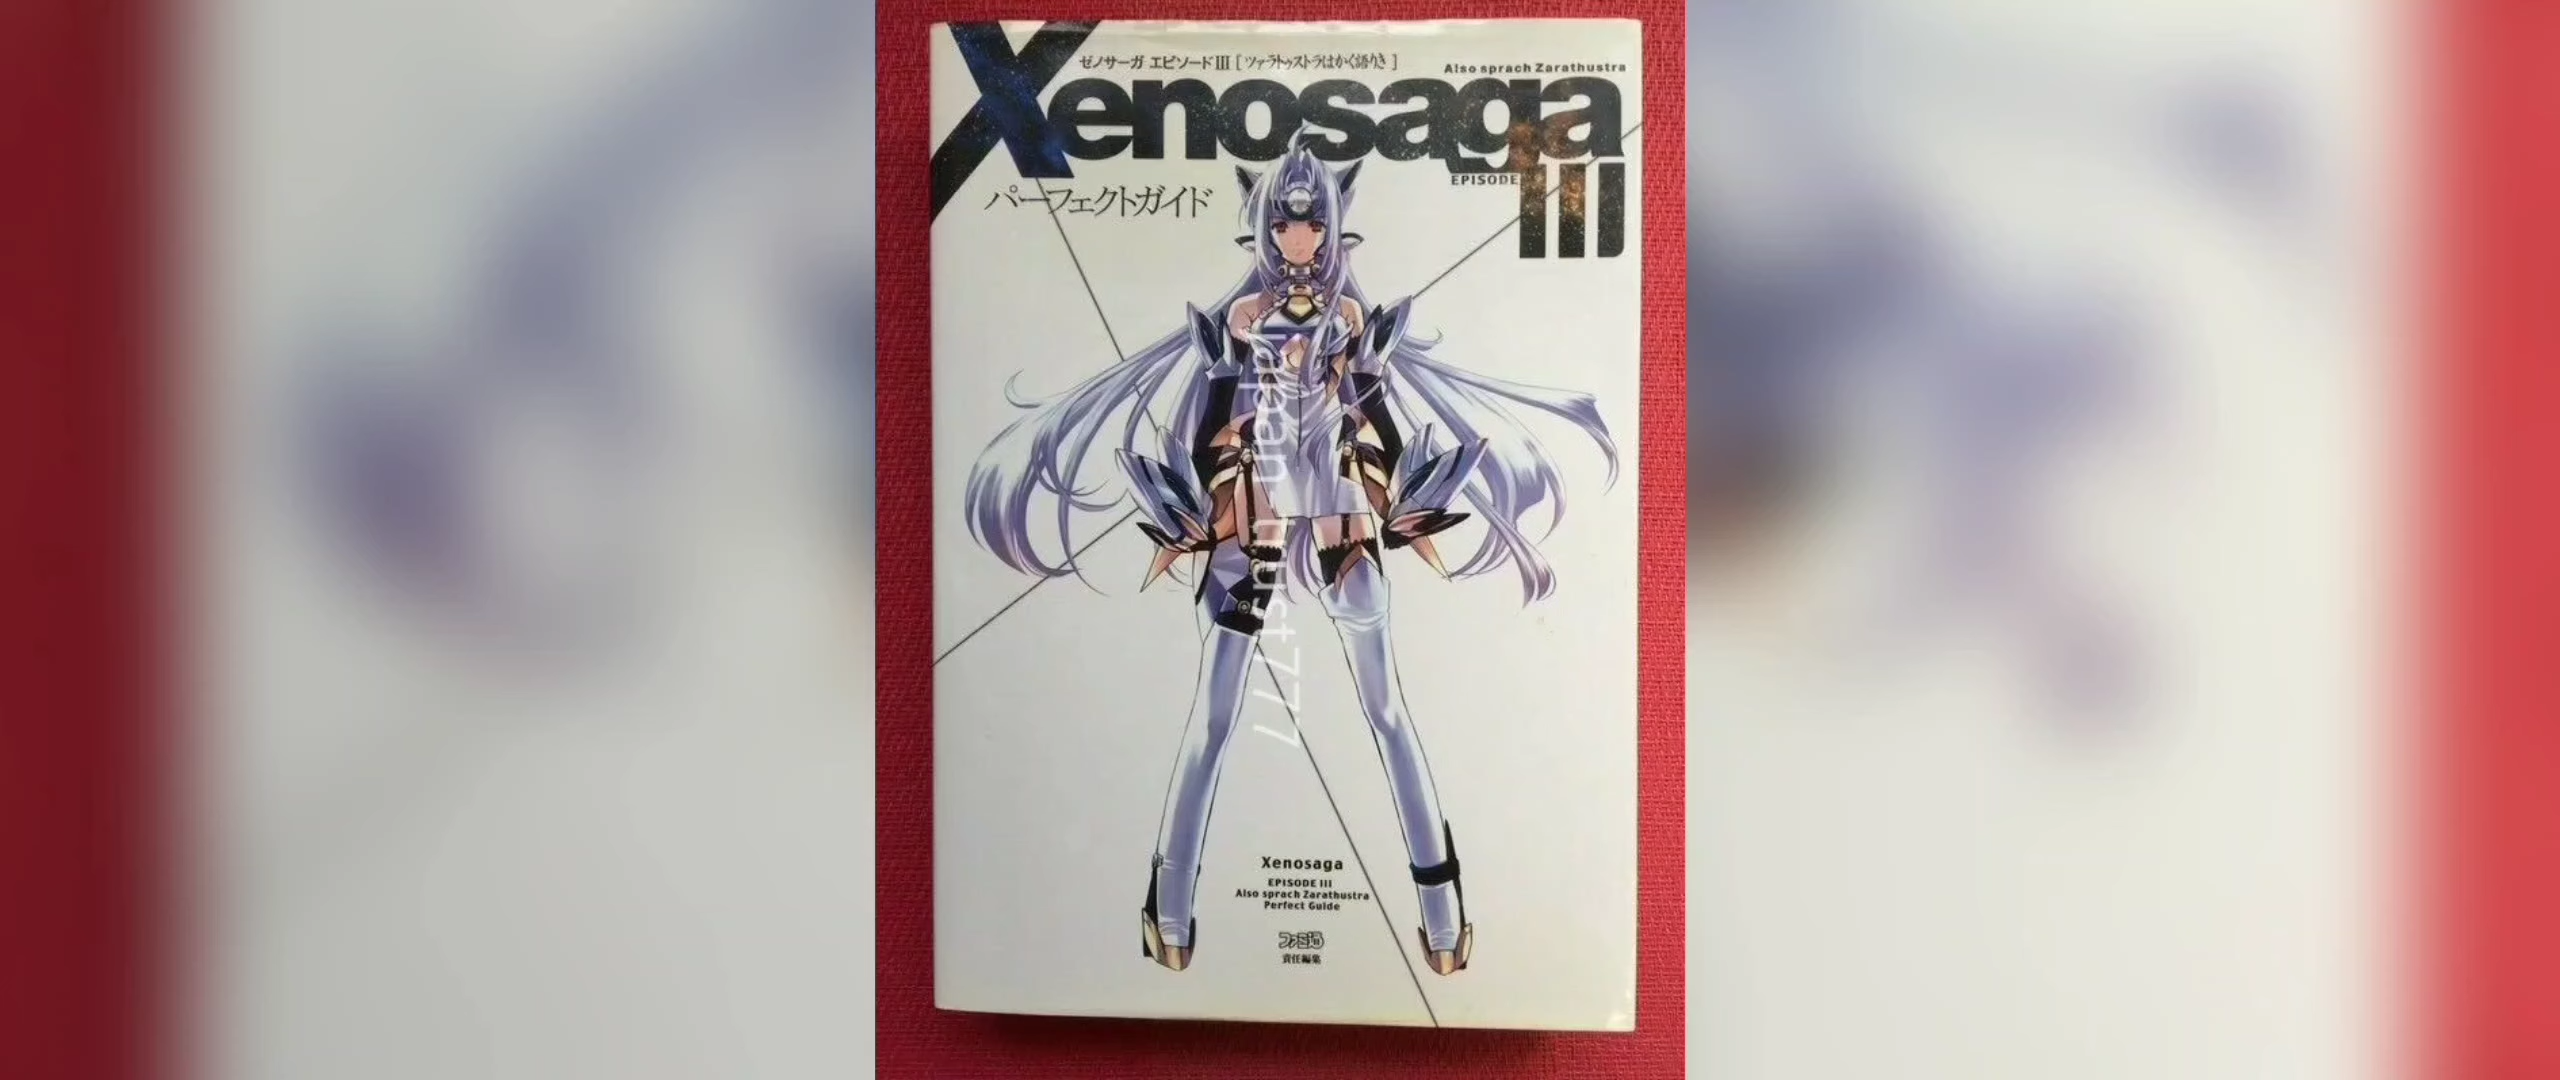 ゼノサーガ エピソードIII [ ツァラトゥストラはかく語りき ]
Also sprach Zarathustra
Xenosaga
EPISODE III
パーフェクトガイド
japan-trust777
Xenosaga
EPISODE III
Also sprach Zarathustra
Perfect Guide
ファミ通
責任編集